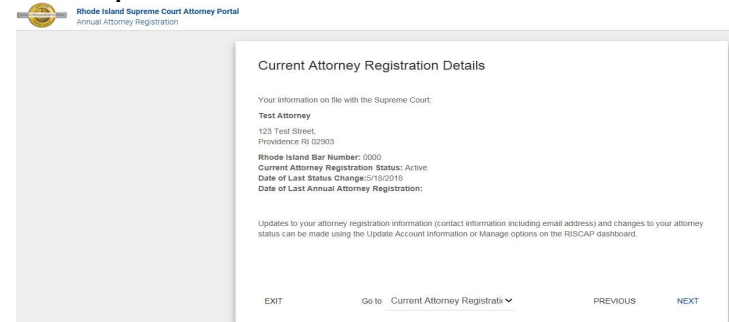 Rhode Island Supreme Court Attorney Portal
Annual Attorney Registration
Current Attorney Registration Details
Your information on file with the Supreme Court:
Test Attorney
123 Test Street,
Providence RI 02903
Rhode Island Bar Number: 0000
Current Attorney Registration Status: Active
Date of Last Status Change:5/18/2018
Date of Last Annual Attorney Registration:
Updates to your attorney registration information (contact information including email address) and changes to your attorney
status can be made using the Update Account Information or Manage options on the RISCAP dashboard.
EXIT Go to Current Attorney Registratic PREVIOUS NEXT